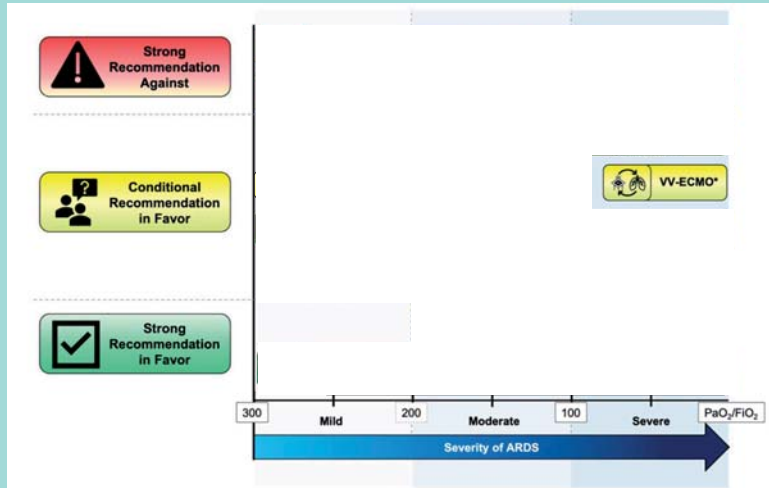 Strong
Recommendation
Against
Conditional
Recommendation
in Favor
VV-ECMO*
Strong
Recommendation
in Favor
300
Mild
200
Moderate
100
Severe
PaO₂/FiO₂
Severity of ARDS